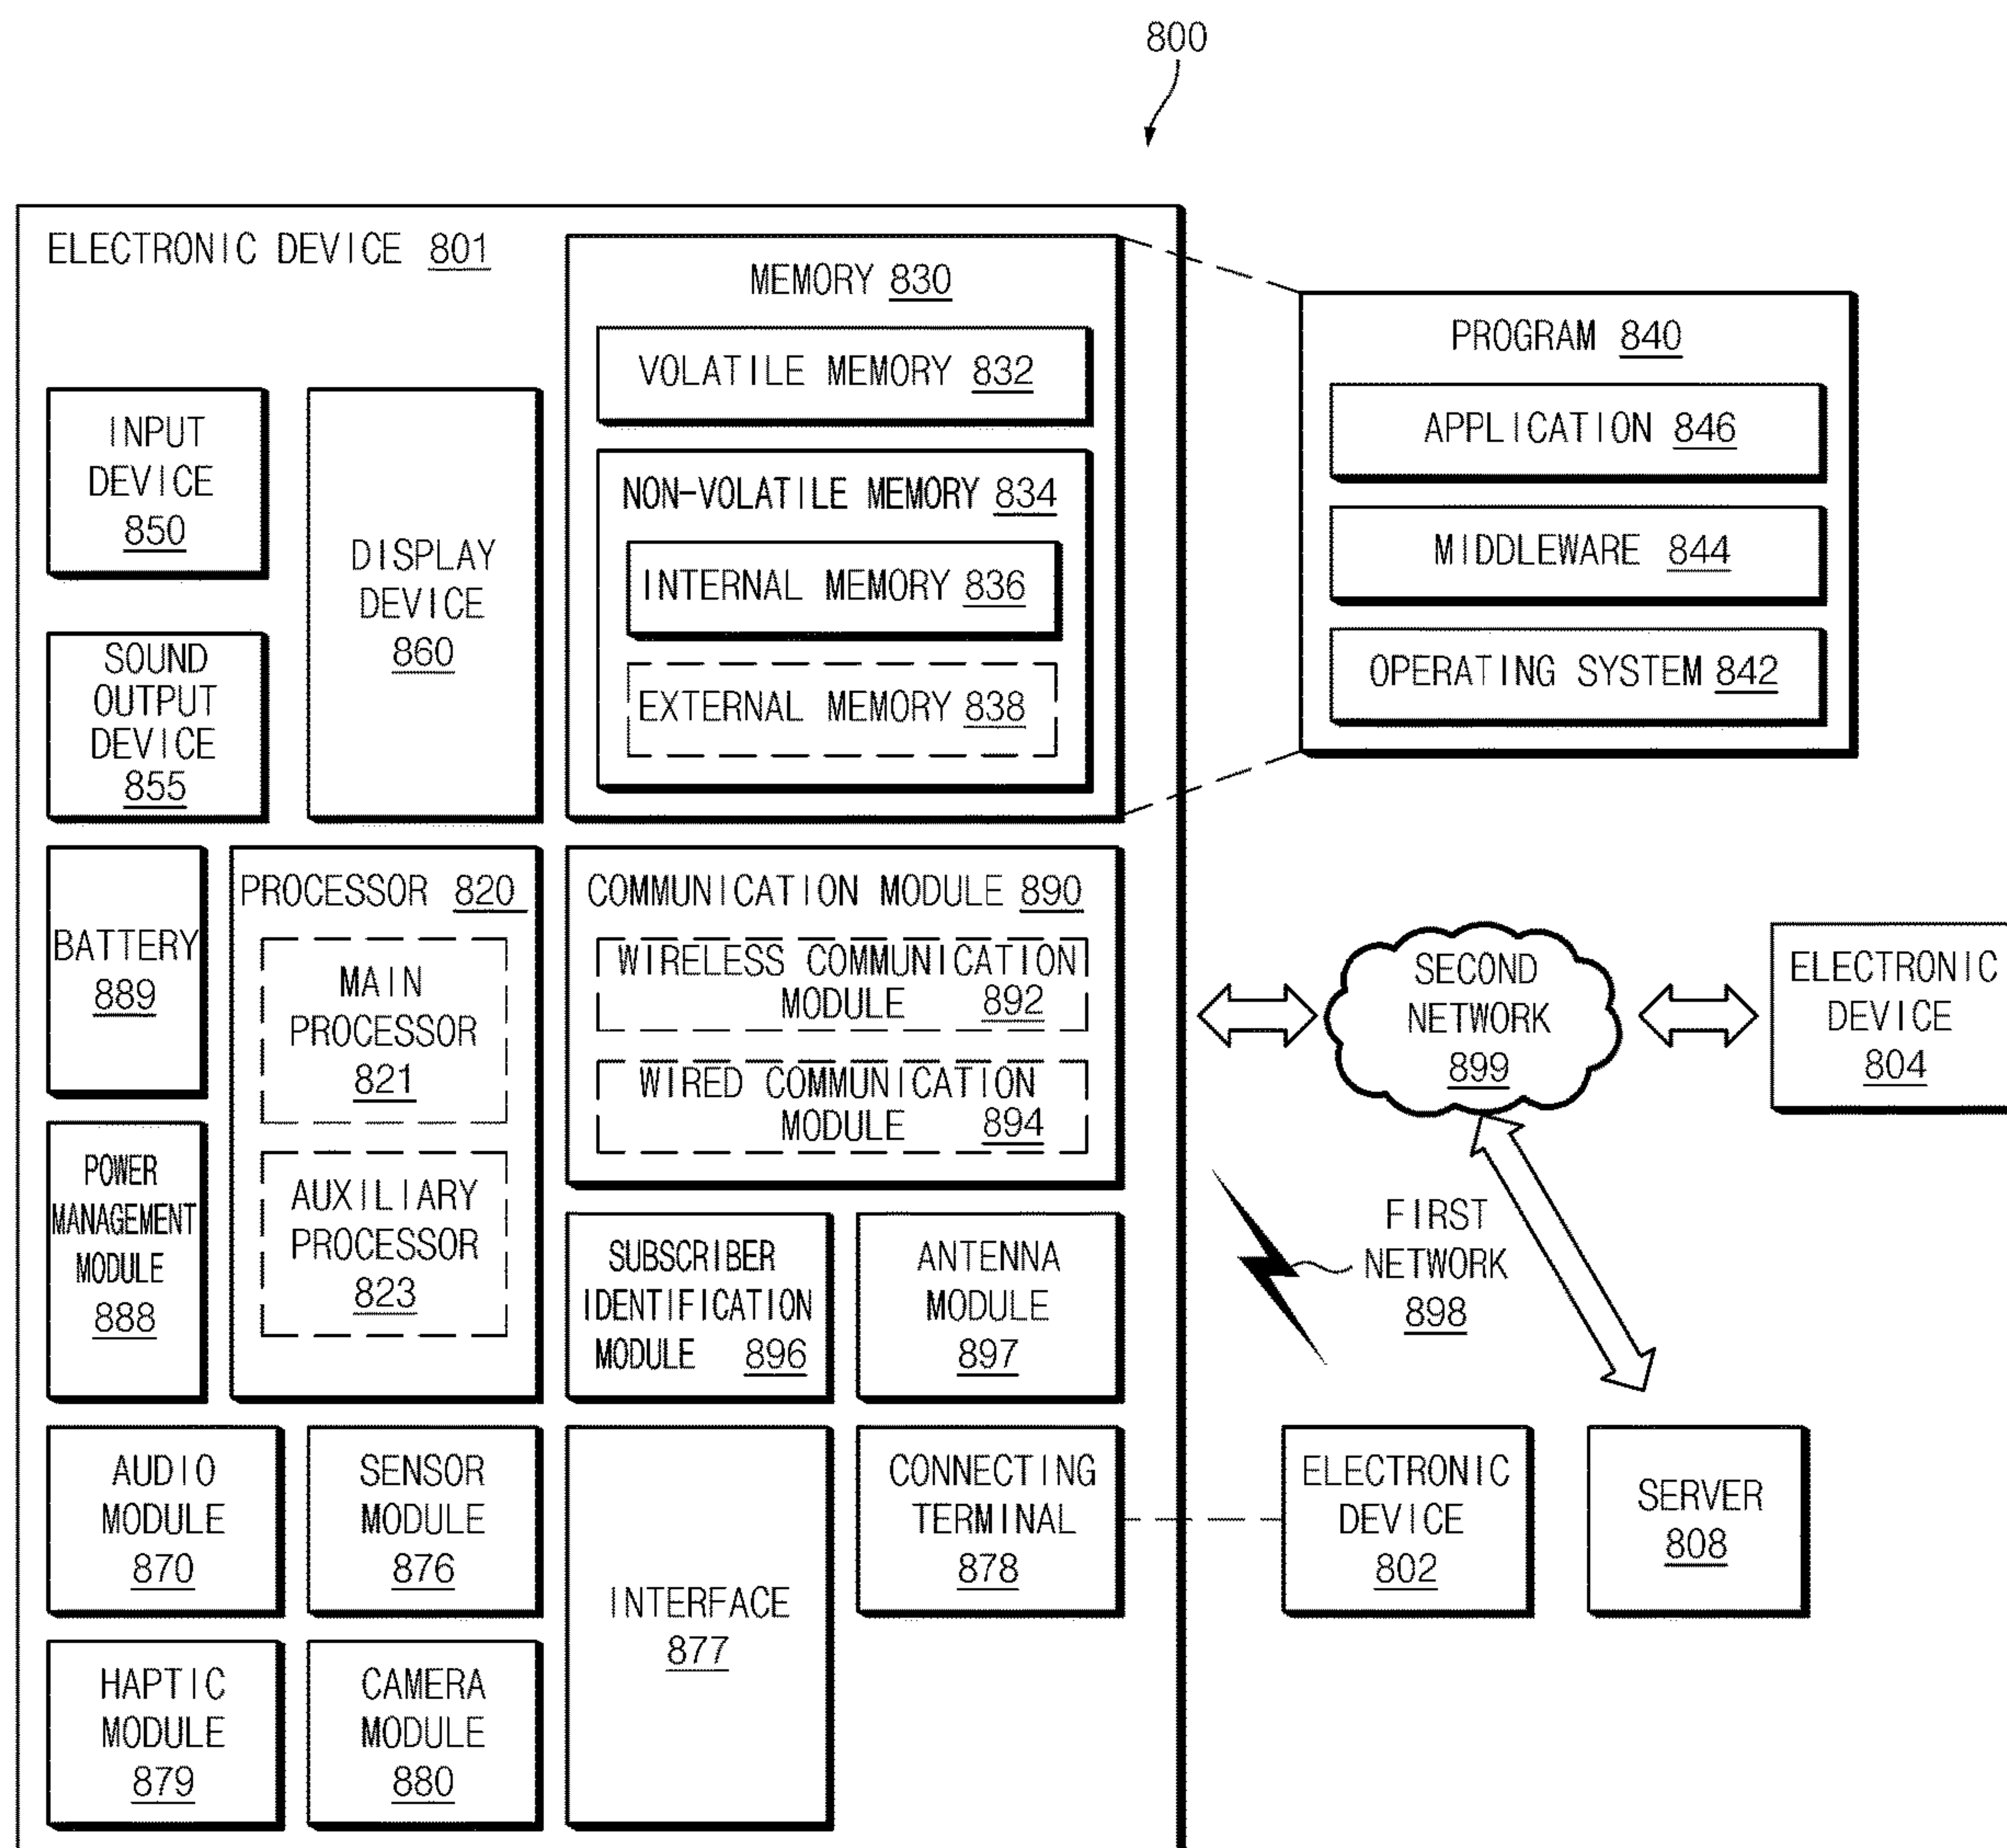 800
ELECTRONIC DEVICE 801
MEMORY 830
VOLATILE MEMORY 832
NON-VOLATILE MEMORY 834
INTERNAL MEMORY 836
EXTERNAL MEMORY 838
PROGRAM 840
APPLICATION 846
MIDDLEWARE 844
OPERATING SYSTEM 842
INPUT
DEVICE
850
DISPLAY
DEVICE
860
SOUND
OUTPUT
DEVICE
855
BATTERY
889
PROCESSOR 820
MAIN
PROCESSOR
821
AUXILIARY
PROCESSOR
823
COMMUNICATION MODULE 890
WIRELESS COMMUNICATION
MODULE 892
WIRED COMMUNICATION
MODULE 894
SECOND
NETWORK
899
ELECTRONIC
DEVICE
804
POWER
MANAGEMENT
MODULE
888
SUBSCRIBER
IDENTIFICATION
MODULE 896
ANTENNA
MODULE
897
FIRST
NETWORK
898
AUDIO
MODULE
870
SENSOR
MODULE
876
INTERFACE
877
CONNECTING
TERMINAL
878
ELECTRONIC
DEVICE
802
SERVER
808
HAPTIC
MODULE
879
CAMERA
MODULE
880